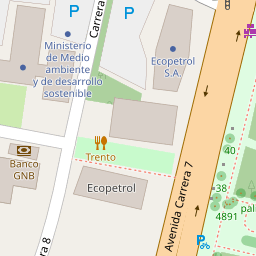 P
P
Carrera
Ministerio
de Medio
ambiente
y de desarrollo
sostenible
Ecopetrol
S.A.
Trento
Banco
GNB
Ecopetrol
Avenida Carrera 7
40
38
4891
pal
P
ra 8